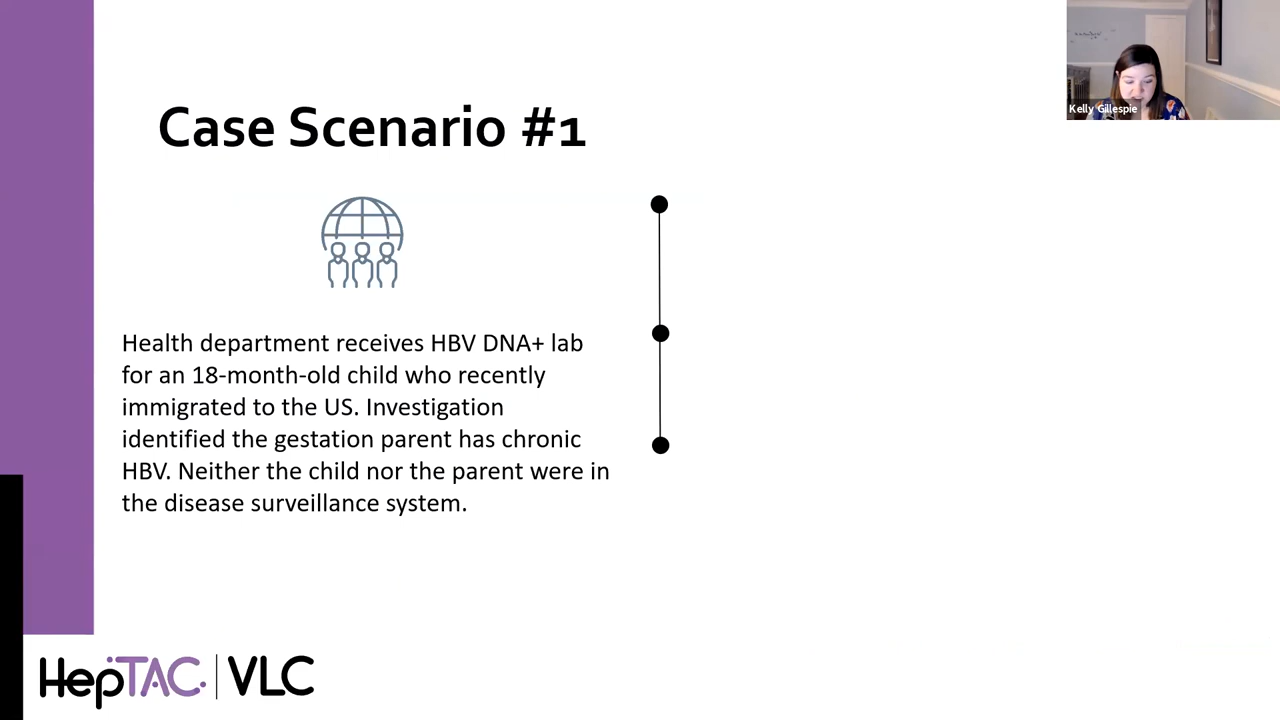 Kelly Gillespie
Case Scenario #1
Health department receives HBV DNA+ lab
for an 18-month-old child who recently
immigrated to the US. Investigation
identified the gestation parent has chronic
HBV. Neither the child nor the parent were in
the disease surveillance system.
HepTAC | VLC